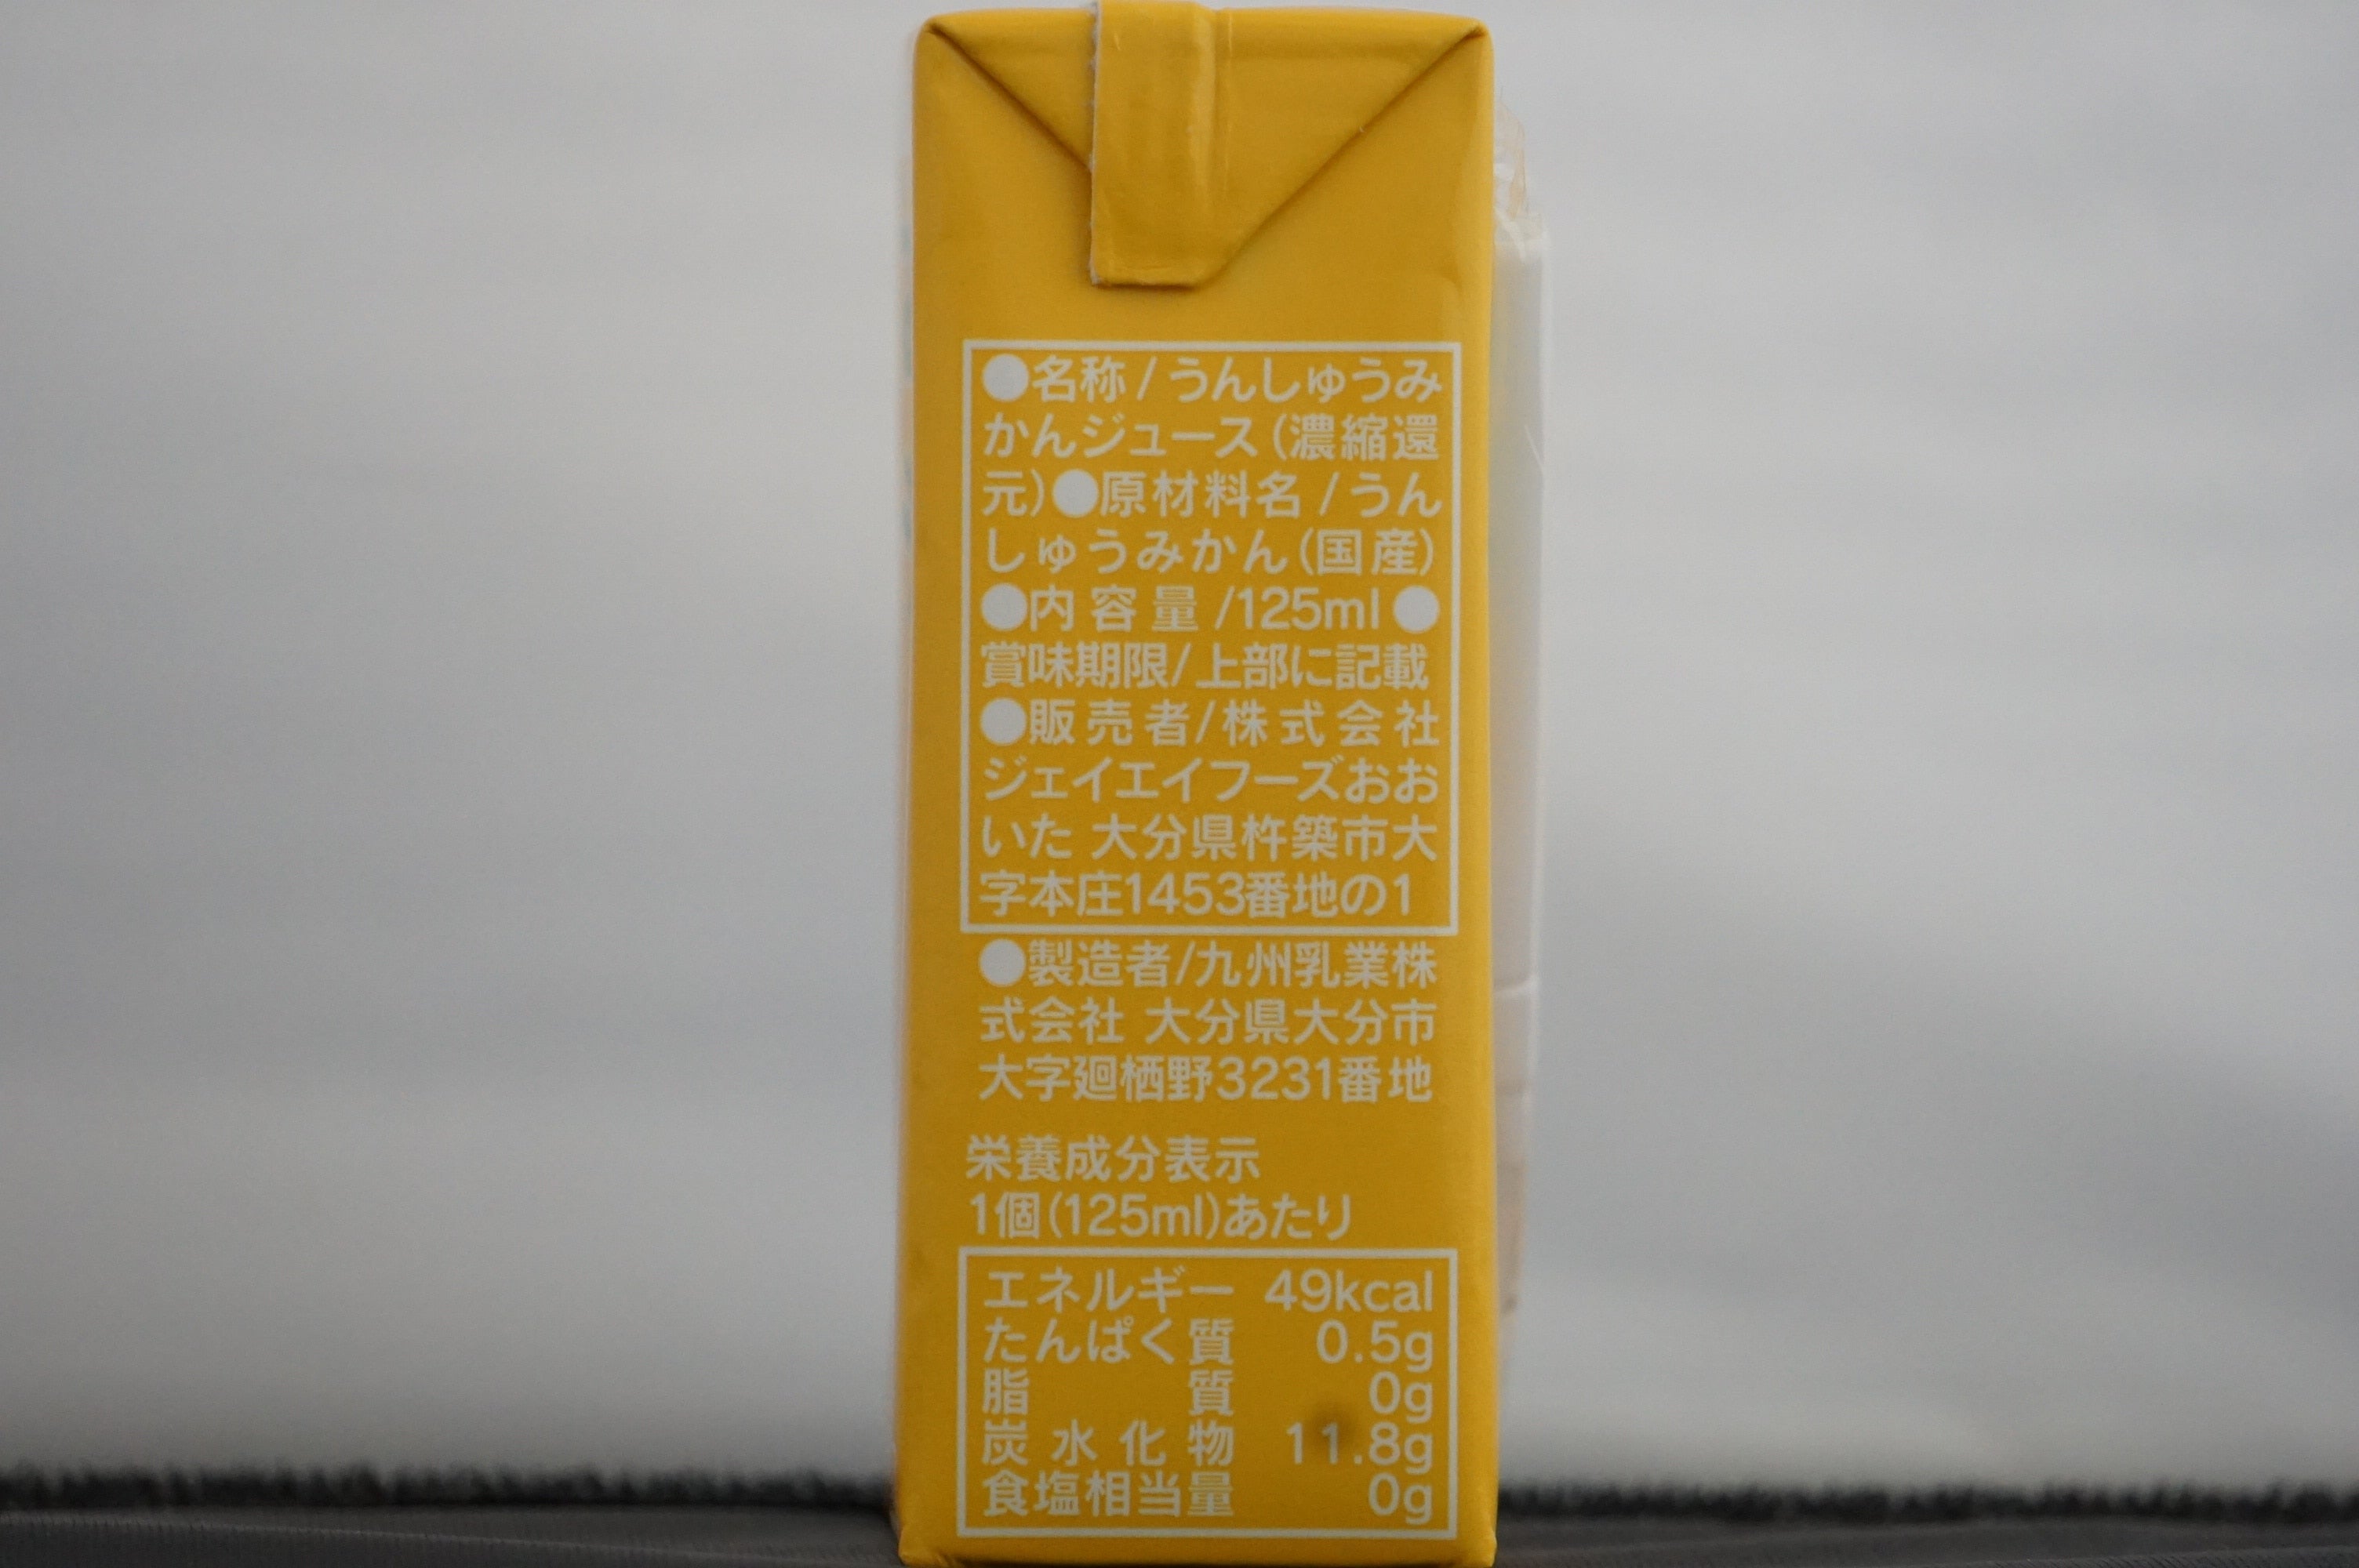 ●名称/うんしゅうみ
かんジュース(濃縮還
元)●原材料名/うん
しゅうみかん(国産)
●内容量/125ml●
賞味期限/上部に記載
●販売者/株式会社
ジェイエイフーズおお
いた 大分県杵築市大
字本庄1453番地の1
●製造者/九州乳業株
式会社 大分県大分市
大字廻栖野3231番地
栄養成分表示
1個(125ml)あたり
エネルギー 49kcal
たんぱく質 0.5g
脂質 0g
炭水化物 11.8g
食塩相当量 0g